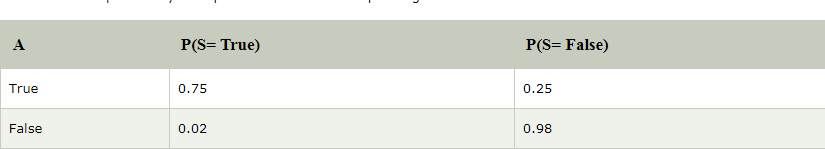 A P(S= True) P(S= False)
True 0.75 0.25
False 0.02 0.98